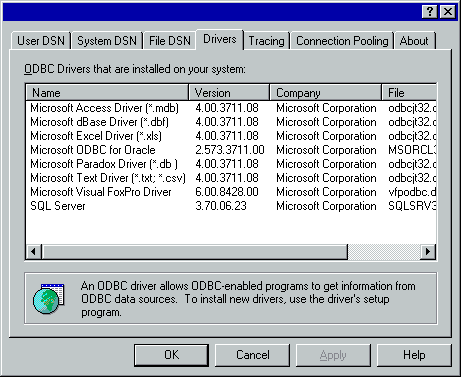 User DSN System DSN File DSN Drivers Tracing Connection Pooling About
ODBC Drivers that are installed on your system:
Name Version Company File
Microsoft Access Driver (*.mdb) 4.00.3711.08 Microsoft Corporation odbcjt32.
Microsoft dBase Driver (*.dbf) 4.00.3711.08 Microsoft Corporation odbcjt32.
Microsoft Excel Driver (*.xls) 4.00.3711.08 Microsoft Corporation odbcjt32.
Microsoft ODBC for Oracle 2.573.3711.00 Microsoft Corporation MSORCL3
Microsoft Paradox Driver (*.db ) 4.00.3711.08 Microsoft Corporation odbcjt32.
Microsoft Text Driver (*.txt; *.csv) 4.00.3711.08 Microsoft Corporation odbcjt32.
Microsoft Visual FoxPro Driver 6.00.8428.00 Microsoft Corporation vfpodbc.d
SQL Server 3.70.06.23 Microsoft Corporation SQLSRV3
An ODBC driver allows ODBC-enabled programs to get information from
ODBC data sources. To install new drivers, use the driver's setup
program.
OK Cancel Apply Help